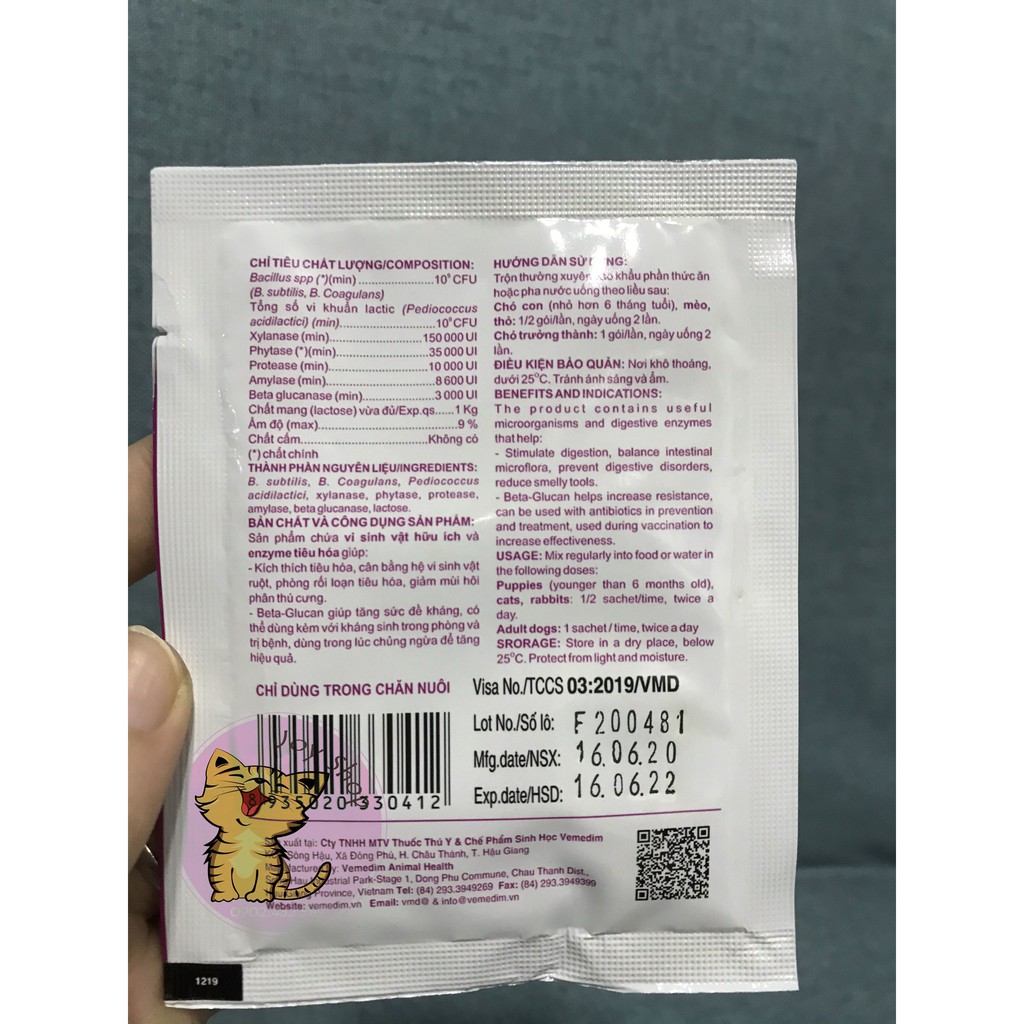 CHỈ TIÊU CHẤT LƯỢNG/COMPOSITION:
Bacillus spp (*)(min) .......................10⁹ CFU
(B. subtilis, B. Coagulans)
Tổng số vi khuẩn lactic (Pediococcus
acidilactici) (min).............................10⁹ CFU
Xylanase (min)............................150 000 UI
Phytase (*)(min)...........................35 000 UI
Protease (min).............................10 000 UI
Amylase (min)................................8 600 UI
Beta glucanase (min)....................3 000 UI
Chất mang (lactose) vừa đủ/Exp.qs......1 Kg
Ẩm độ (max)........................................9 %
Chất cấm.....................................Không có
(*) chất chính
THÀNH PHẦN NGUYÊN LIỆU/INGREDIENTS:
B. subtilis, B. Coagulans, Pediococcus
acidilactici, xylanase, phytase, protease,
amylase, beta glucanase, lactose.
BẢN CHẤT VÀ CÔNG DỤNG SẢN PHẨM:
Sản phẩm chứa vi sinh vật hữu ích và
enzyme tiêu hóa giúp:
- Kích thích tiêu hóa, cân bằng hệ vi sinh vật
ruột, phòng rối loạn tiêu hóa, giảm mùi hôi
phân thú cưng.
- Beta-Glucan giúp tăng sức đề kháng, có
thể dùng kèm với kháng sinh trong phòng và
trị bệnh, dùng trong lúc chủng ngừa để tăng
hiệu quả.
CHỈ DÙNG TRONG CHĂN NUÔI
HƯỚNG DẪN SỬ
Trộn thường xuyên khẩu phần thức ăn
hoặc pha nước uống theo liều sau:
Chó con (nhỏ hơn 6 tháng tuổi), mèo,
thỏ: 1/2 gói/lần, ngày uống 2 lần.
Chó trưởng thành: 1 gói/lần, ngày uống 2
lần.
ĐIỀU KIỆN BẢO QUẢN: Nơi khô thoáng,
dưới 25°C. Tránh ánh sáng và ẩm.
BENEFITS AND INDICATIONS:
The product contains useful
microorganisms and digestive enzymes
that help:
- Stimulate digestion, balance intestinal
microflora, prevent digestive disorders,
reduce smelly tools.
- Beta-Glucan helps increase resistance,
can be used with antibiotics in prevention
and treatment, used during vaccination to
increase effectiveness.
USAGE: Mix regularly into food or water in
the following doses:
Puppies (younger than 6 months old),
cats, rabbits: 1/2 sachet/time, twice a
day.
Adult dogs: 1 sachet / time, twice a day
SRORAGE: Store in a dry place, below
25°C. Protect from light and moisture.
Visa No./TCCS 03:2019/VMD
Lot No./Số lô: F 200481
Mfg.date/NSX: 16.06.20
Exp.date/HSD: 16.06.22
Joy Shop
8 935020 330412
xuất tại: Cty TNHH MTV Thuốc Thú Y & Chế Phẩm Sinh Học Vemedim
Sông Hậu, Xã Đông Phú, H. Châu Thành, T. Hậu Giang
by: Vemedim Animal Health
Industrial Park-Stage 1, Dong Phu Commune, Chau Thanh Dist.,
Province, Vietnam Tel: (84) 293.3949269 Fax: (84) 293.3949399
Website: vemedim.vn Email: vmd@ & info@vemedim.vn
1219